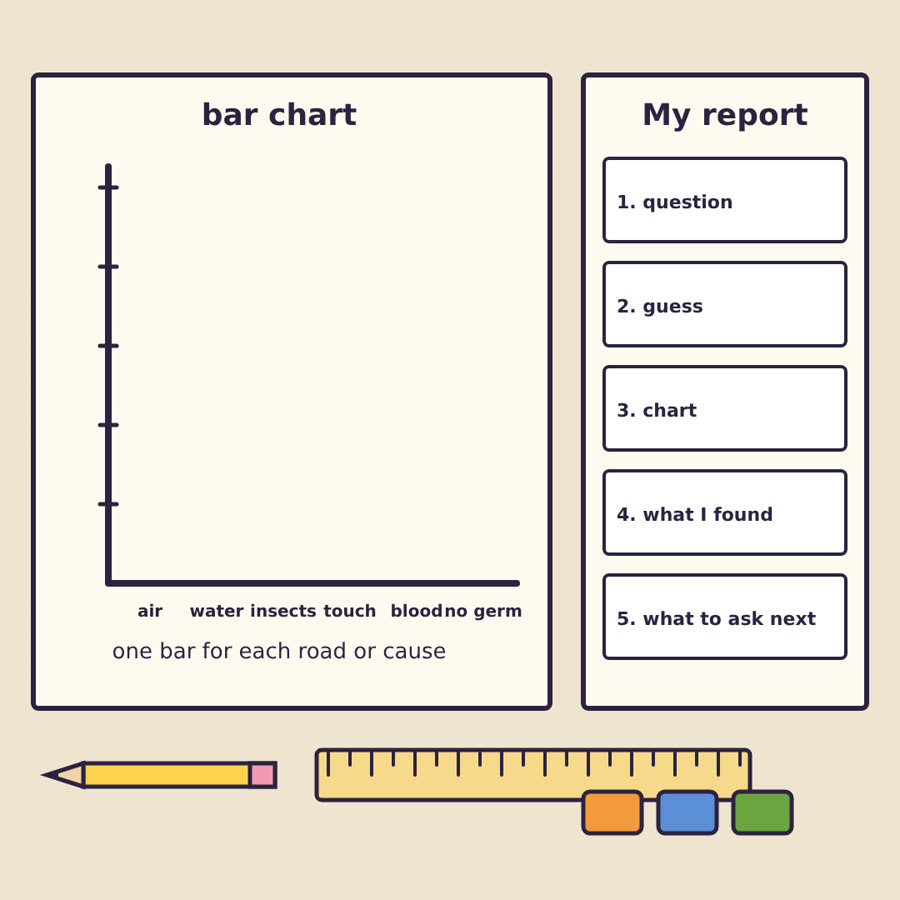 bar chart
air water insects touch blood no germ
one bar for each road or cause
My report
1. question
2. guess
3. chart
4. what I found
5. what to ask next